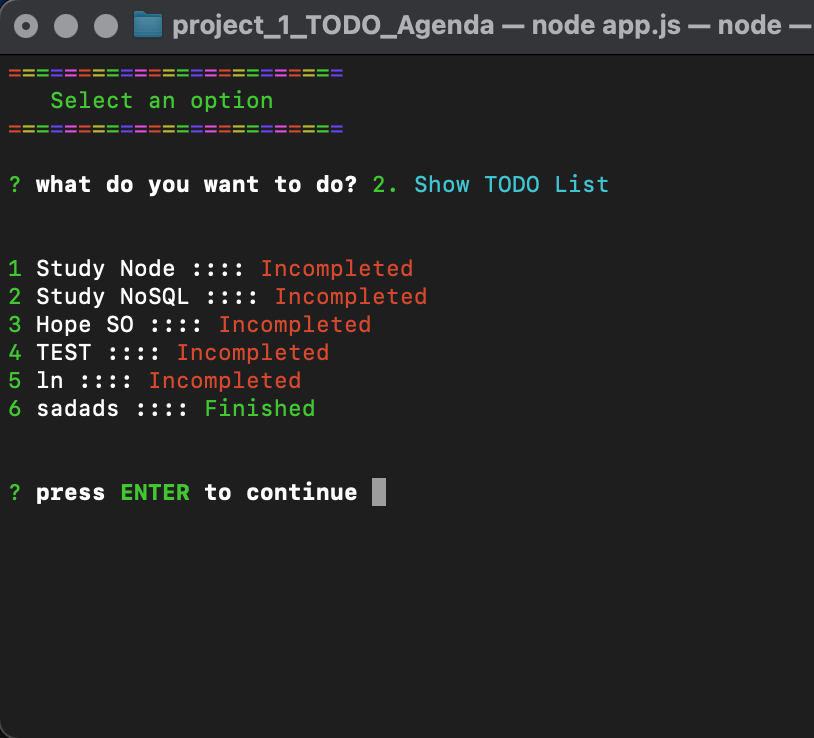 project_1_TODO_Agenda — node app.js — node —
========================
Select an option
========================
? what do you want to do? 2. Show TODO List
1 Study Node :::: Incompleted
2 Study NoSQL :::: Incompleted
3 Hope SO :::: Incompleted
4 TEST :::: Incompleted
5 ln :::: Incompleted
6 sadads :::: Finished
? press ENTER to continue